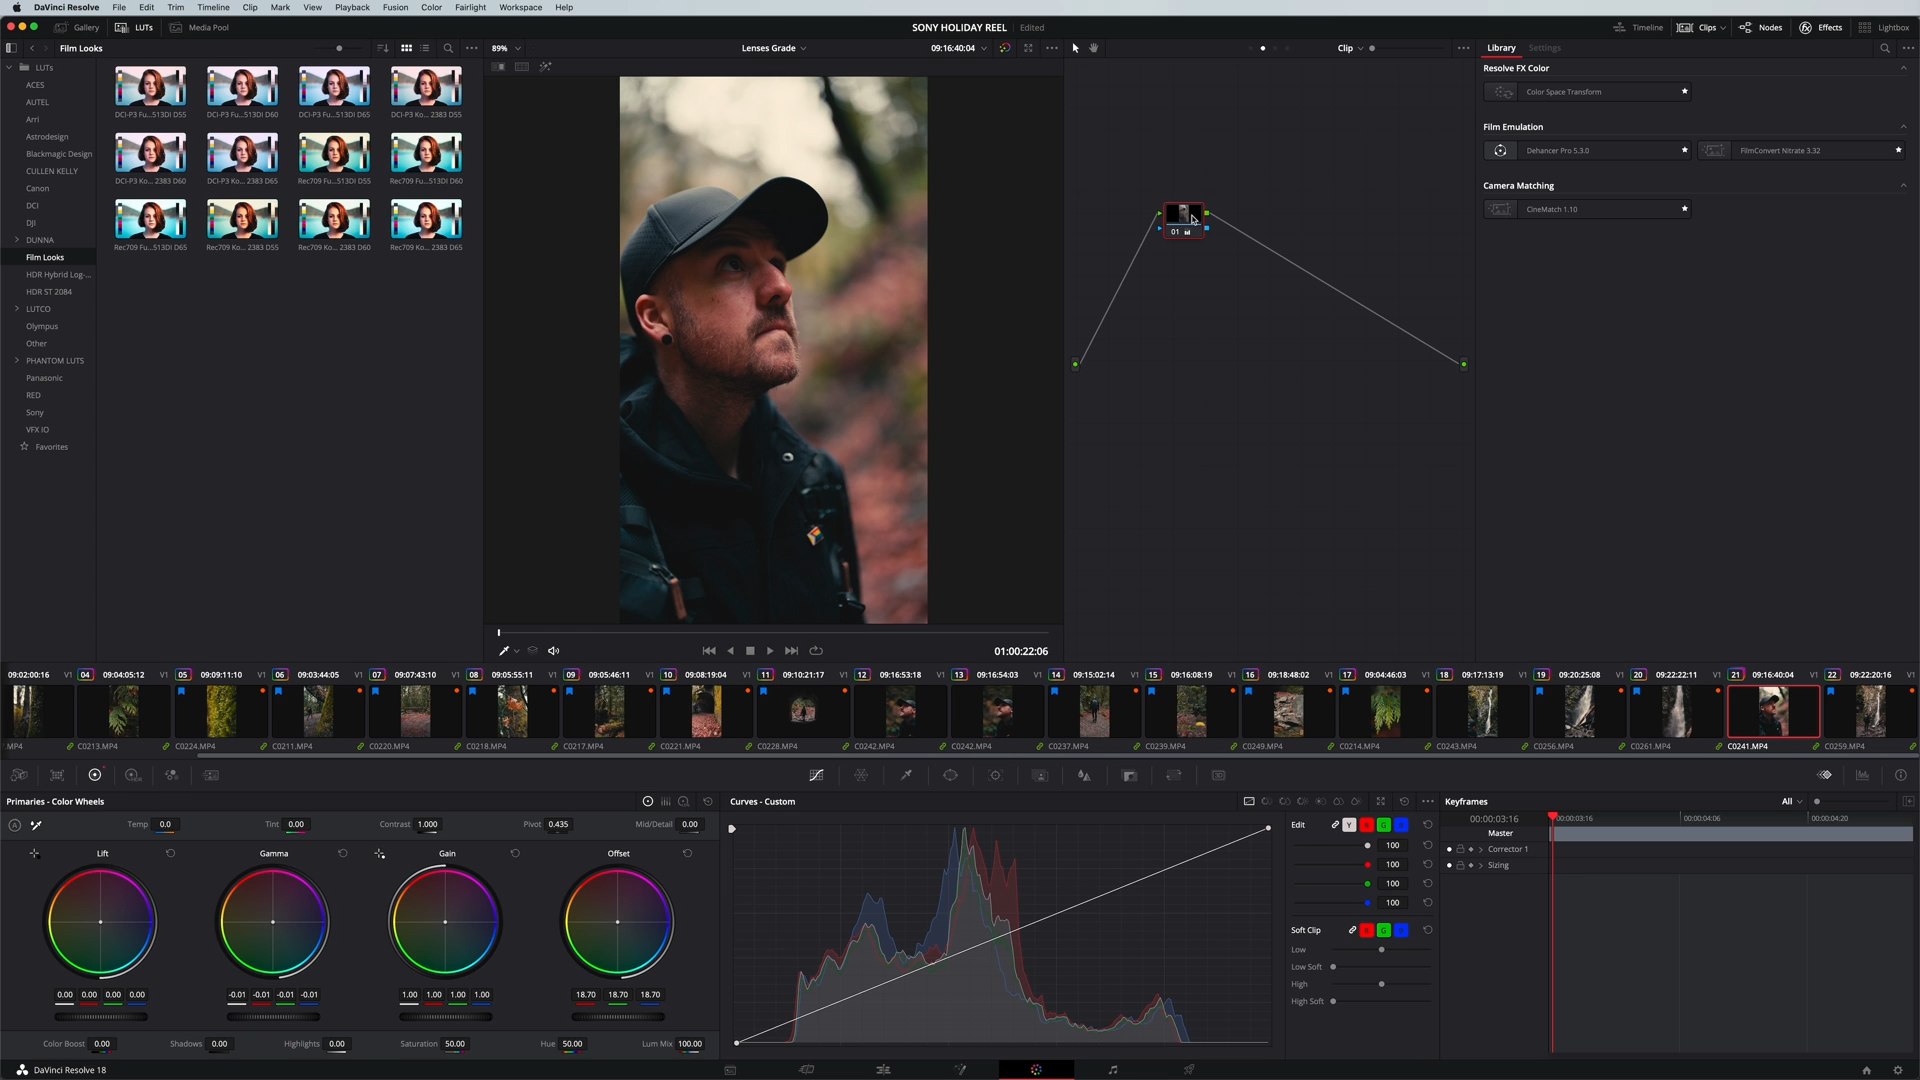 DaVinci Resolve File Edit Trim Timeline Clip Mark View Playback Fusion Color Fairlight Workspace Help
Gallery LUTs Media Pool SONY HOLIDAY REEL Edited Timeline Clips Nodes Effects Lightbox
Film Looks 89% Lenses Grade 09:16:40:04 Clip Library Settings
LUTs
ACES
AUTEL
Arri
Astrodesign
Blackmagic Design
CULLEN KELLY
Canon
DCI
DJI
DUNNA
Film Looks
HDR Hybrid Log-...
HDR ST 2084
LUTCO
Olympus
Other
PHANTOM LUTS
Panasonic
RED
Sony
VFX IO
Favorites
DCI-P3 Fu...513DI D55 DCI-P3 Fu...513DI D60 DCI-P3 Fu...513DI D65 DCI-P3 Ko... 2383 D55
DCI-P3 Ko... 2383 D60 DCI-P3 Ko... 2383 D65 Rec709 Fu...513DI D55 Rec709 Fu...513DI D60
Rec709 Fu...513DI D65 Rec709 Ko... 2383 D55 Rec709 Ko... 2383 D60 Rec709 Ko... 2383 D65
01
Resolve FX Color
Color Space Transform
Film Emulation
Dehancer Pro 5.3.0 FilmConvert Nitrate 3.32
Camera Matching
CineMatch 1.10
01:00:22:06
09:02:00:16 V1 04 09:04:05:12 V1 05 09:09:11:10 V1 06 09:03:44:05 V1 07 09:07:43:10 V1 08 09:05:55:11 V1 09 09:05:46:11 V1 10 09:08:19:04 V1 11 09:10:21:17 V1 12 09:16:53:18 V1 13 09:16:54:03 V1 14 09:15:02:14 V1 15 09:16:08:19 V1 16 09:18:48:02 V1 17 09:04:46:03 V1 18 09:17:13:19 V1 19 09:20:25:08 V1 20 09:22:22:11 V1 21 09:16:40:04 V1 22 09:22:20:16 V1
.MP4 C0213.MP4 C0224.MP4 C0211.MP4 C0220.MP4 C0218.MP4 C0217.MP4 C0221.MP4 C0228.MP4 C0242.MP4 C0242.MP4 C0237.MP4 C0239.MP4 C0249.MP4 C0214.MP4 C0243.MP4 C0256.MP4 C0261.MP4 C0241.MP4 C0259.MP4
Primaries - Color Wheels
Temp 0.0 Tint 0.00 Contrast 1.000 Pivot 0.435 Mid/Detail 0.00
Lift Gamma Gain Offset
0.00 0.00 0.00 0.00 -0.01 -0.01 -0.01 -0.01 1.00 1.00 1.00 1.00 18.70 18.70 18.70
Color Boost 0.00 Shadows 0.00 Highlights 0.00 Saturation 50.00 Hue 50.00 Lum Mix 100.00
Curves - Custom
Edit Y R G B
100
100
100
100
Soft Clip R G B
Low
Low Soft
High
High Soft
Keyframes All
00:00:03:16 00:00:03:16 00:00:04:06 00:00:04:20
Master
Corrector 1
Sizing
DaVinci Resolve 18